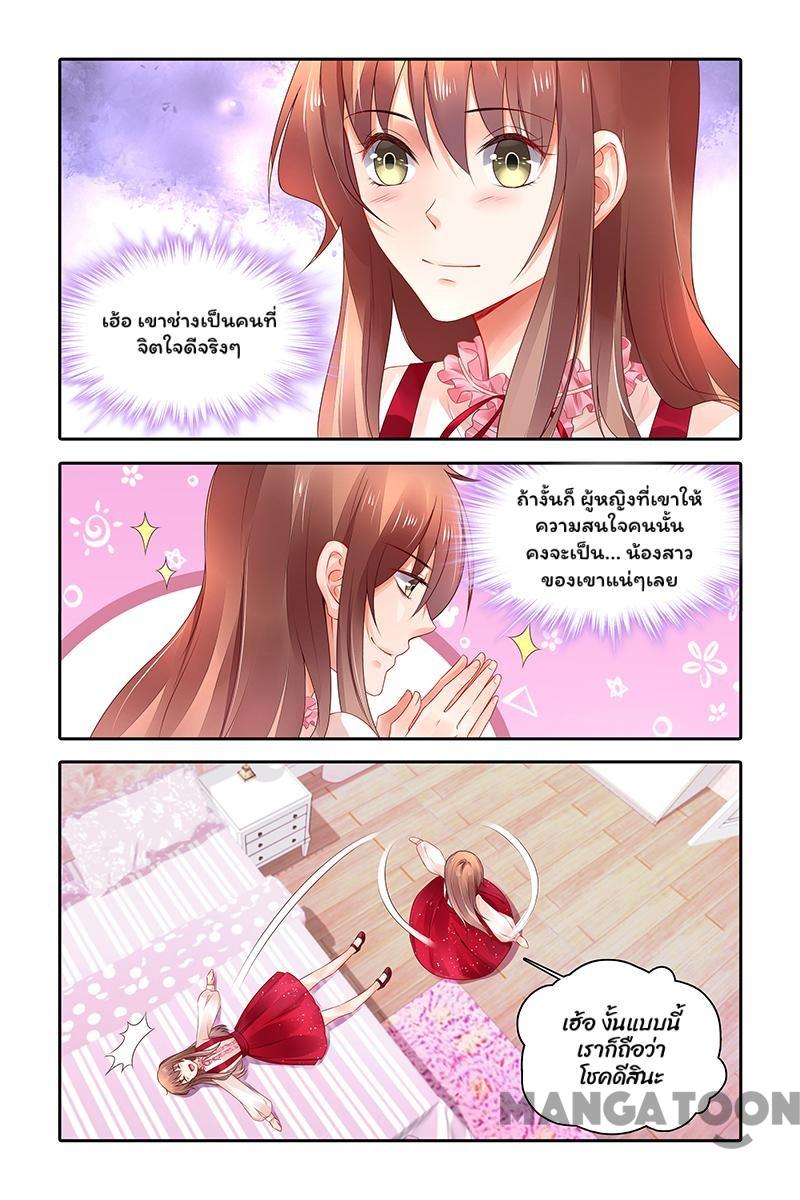 เฮ้อ เขาช่างเป็นคนที่
จิตใจดีจริงๆ
ถ้างั้นก็ ผู้หญิงที่เขาให้
ความสนใจคนนั้น
คงจะเป็น... น้องสาว
ของเขาแน่ๆเลย
เฮ้อ งั้นแบบนี้
เราก็ถือว่า
โชคดีสินะ
MANGATOON